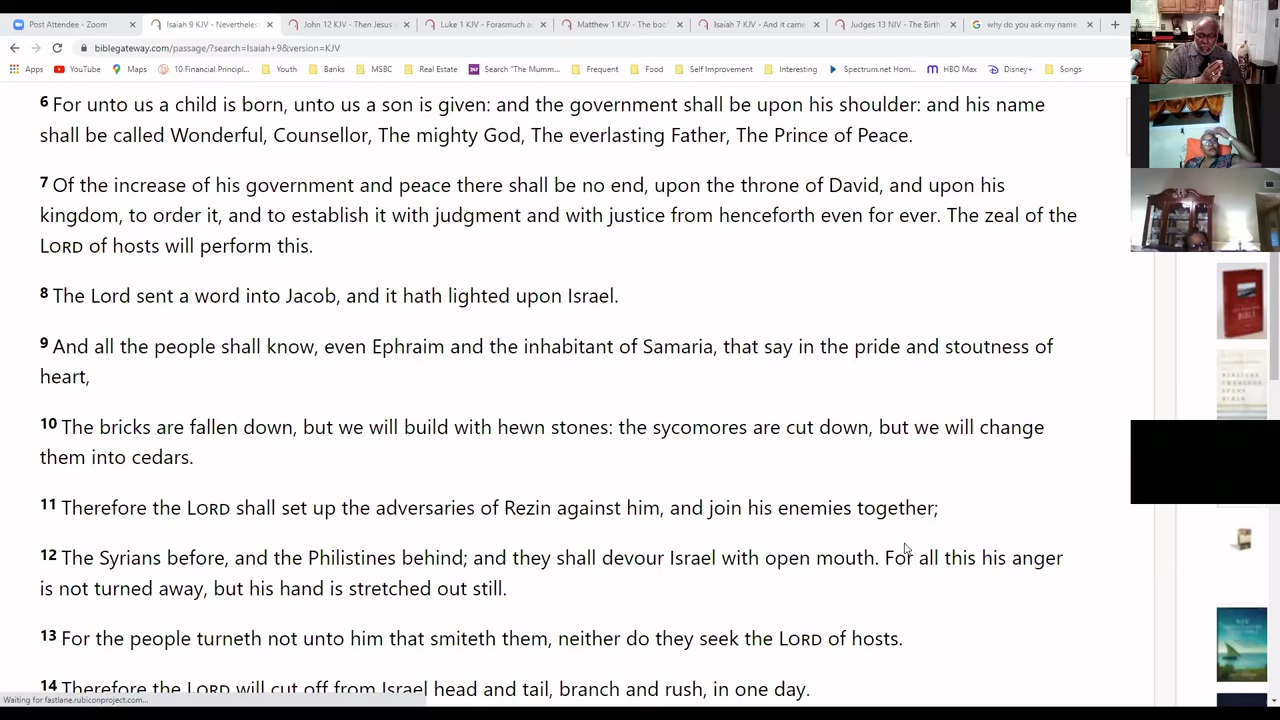 Post Attendee - Zoom
Isaiah 9 KJV - Nevertheles
John 12 KJV - Then Jesus
Luke 1 KJV - Forasmuch a
Matthew 1 KJV - The boo
Isaiah 7 KJV - And it came
Judges 13 NIV - The Birth
why do you ask my name
biblegateway.com/passage/?search=Isaiah+9&version=KJV
Apps
YouTube
Maps
10 Financial Principl...
Youth
Banks
MSBC
Real Estate
Search "The Mumm...
Frequent
Food
Self Improvement
Interesting
Spectrum.net Hom...
HBO Max
Disney+
Songs
6 For unto us a child is born, unto us a son is given: and the government shall be upon his shoulder: and his name
shall be called Wonderful, Counsellor, The mighty God, The everlasting Father, The Prince of Peace.
7 Of the increase of his government and peace there shall be no end, upon the throne of David, and upon his
kingdom, to order it, and to establish it with judgment and with justice from henceforth even for ever. The zeal of the
LORD of hosts will perform this.
8 The Lord sent a word into Jacob, and it hath lighted upon Israel.
9 And all the people shall know, even Ephraim and the inhabitant of Samaria, that say in the pride and stoutness of
heart,
10 The bricks are fallen down, but we will build with hewn stones: the sycomores are cut down, but we will change
them into cedars.
11 Therefore the LORD shall set up the adversaries of Rezin against him, and join his enemies together;
12 The Syrians before, and the Philistines behind; and they shall devour Israel with open mouth. For all this his anger
is not turned away, but his hand is stretched out still.
13 For the people turneth not unto him that smiteth them, neither do they seek the LORD of hosts.
14 Therefore the LORD will cut off from Israel head and tail, branch and rush, in one day.
Waiting for fastlane.rubiconproject.com...